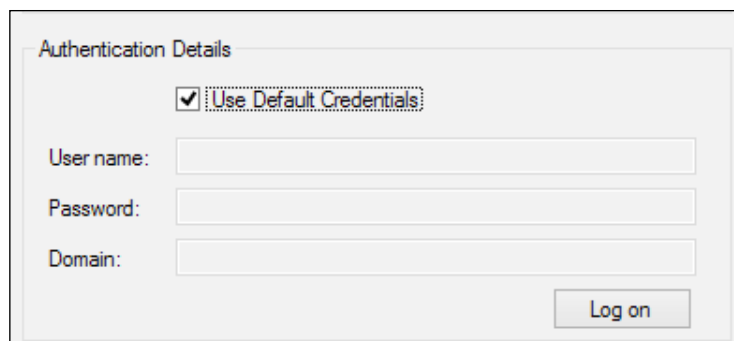 Authentication Details
Use Default Credentials
User name:
Password:
Domain:
Log on